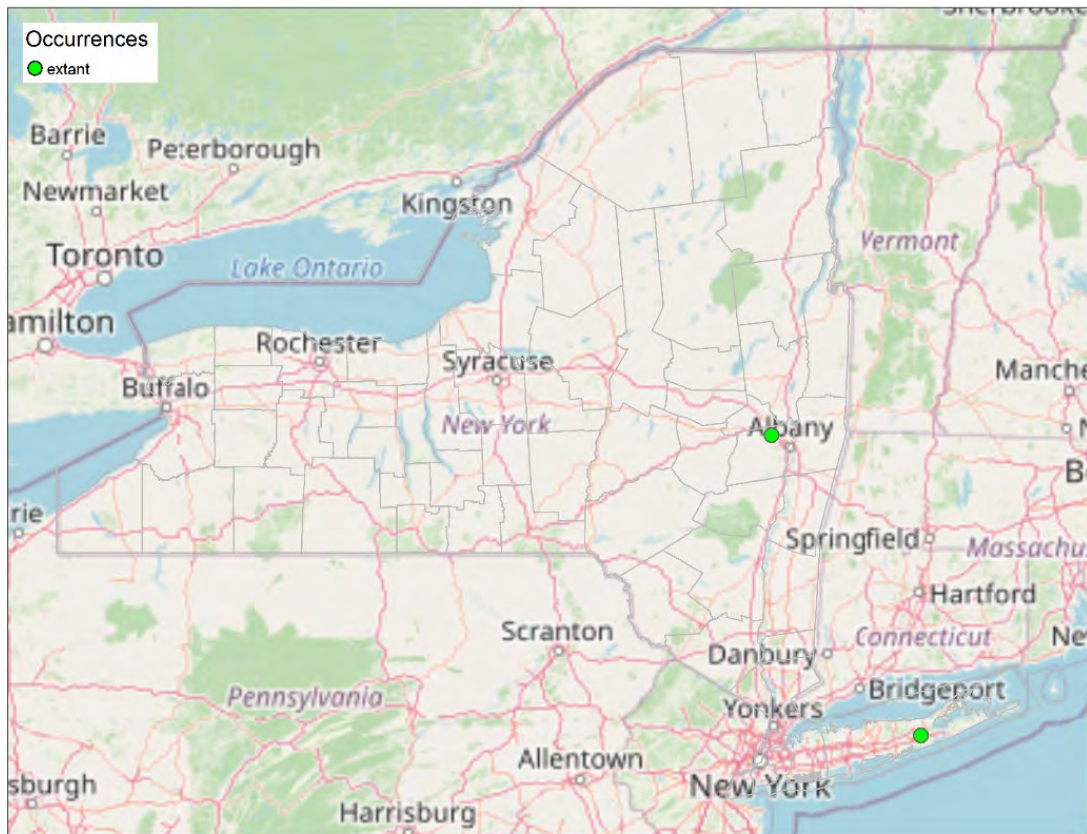 Occurrences
extant
Sherbrooke
Barrie
Peterborough
Newmarket
Kingston
Toronto
Lake Ontario
Vermont
amilton
Rochester
Syracuse
Manche
Buffalo
New York
Albany
N
B
rie
Springfield
Massachu
Hartford
Scranton
Connecticut
Ne
Danbury
Pennsylvania
Bridgeport
Yonkers
Allentown
New York
sburgh
Harrisburg